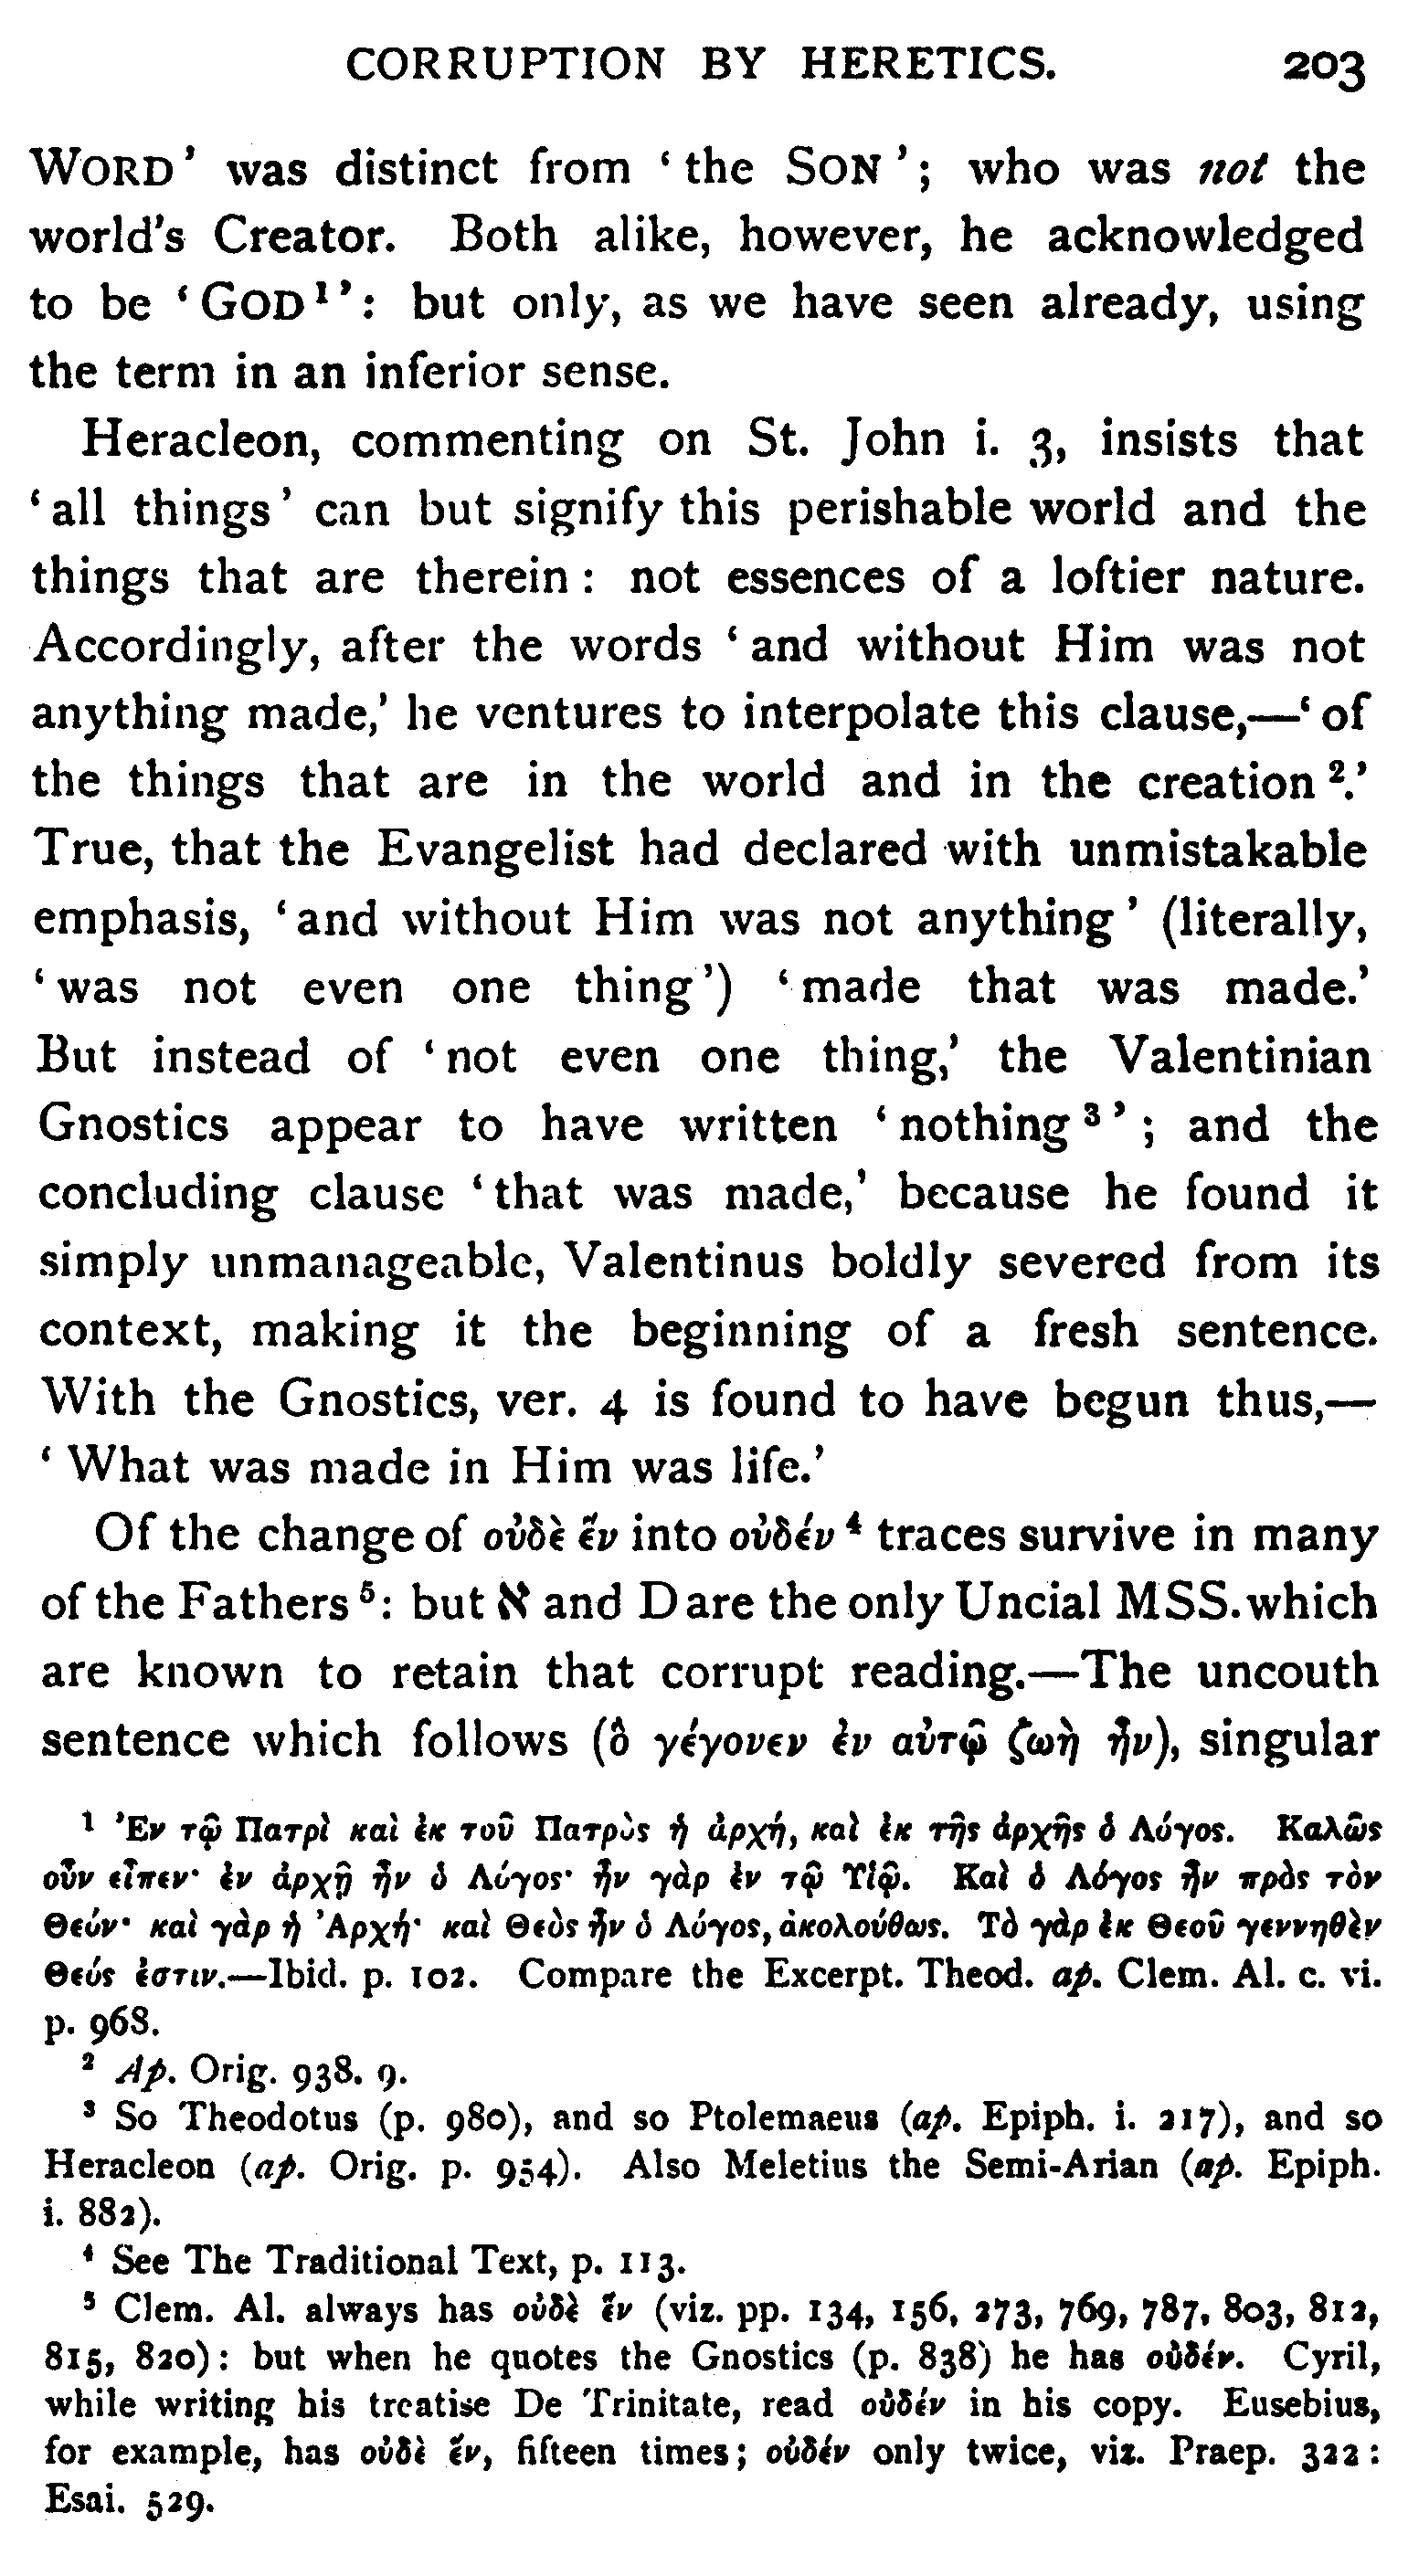 CORRUPTION BY HERETICS. 203
WORD’ was distinct from ‘the SON’; who was not the
world's Creator. Both alike, however, he acknowledged
to be ‘GOD¹’: but only, as we have seen already, using
the term in an inferior sense.
Heracleon, commenting on St. John i. 3, insists that
‘all things’ can but signify this perishable world and the
things that are therein: not essences of a loftier nature.
Accordingly, after the words ‘and without Him was not
anything made,’ he ventures to interpolate this clause,—‘of
the things that are in the world and in the creation².’
True, that the Evangelist had declared with unmistakable
emphasis, ‘and without Him was not anything’ (literally,
‘was not even one thing’) ‘made that was made.’
But instead of ‘not even one thing,’ the Valentinian
Gnostics appear to have written ‘nothing³’; and the
concluding clause ‘that was made,’ because he found it
simply unmanageable, Valentinus boldly severed from its
context, making it the beginning of a fresh sentence.
With the Gnostics, ver. 4 is found to have begun thus,—
‘What was made in Him was life.’
Of the change of οὐδὲ ἕν into οὐδέν⁴ traces survive in many
of the Fathers⁵: but א and D are the only Uncial MSS. which
are known to retain that corrupt reading.—The uncouth
sentence which follows (ὃ γέγονεν ἐν αὐτῷ ζωὴ ἦν), singular
¹ Ἐν τῷ Πατρὶ καὶ ἐκ τοῦ Πατρὸς ἡ ἀρχή, καὶ ἐκ τῆς ἀρχῆς ὁ Λόγος. Καλῶς
οὖν εἶπεν· ἐν ἀρχῇ ἦν ὁ Λόγος· ἦν γὰρ ἐν τῷ Υἱῷ. Καὶ ὁ Λόγος ἦν πρὸς τὸν
Θεόν· καὶ γὰρ ἡ Ἀρχή· καὶ Θεὸς ἦν ὁ Λόγος, ἀκολούθως. Τὸ γὰρ ἐκ Θεοῦ γεννηθὲν
Θεός ἐστιν.—Ibid. p. 102. Compare the Excerpt. Theod. ap. Clem. Al. c. vi.
p. 968.
² Ap. Orig. 938. 9.
³ So Theodotus (p. 980), and so Ptolemaeus (ap. Epiph. i. 217), and so
Heracleon (ap. Orig. p. 954). Also Meletius the Semi-Arian (ap. Epiph.
i. 882).
⁴ See The Traditional Text, p. 113.
⁵ Clem. Al. always has οὐδὲ ἕν (viz. pp. 134, 156, 273, 769, 787, 803, 812,
815, 820): but when he quotes the Gnostics (p. 838) he has οὐδέν. Cyril,
while writing his treatise De Trinitate, read οὐδέν in his copy. Eusebius,
for example, has οὐδὲ ἕν, fifteen times; οὐδέν only twice, viz. Praep. 322:
Esai. 529.